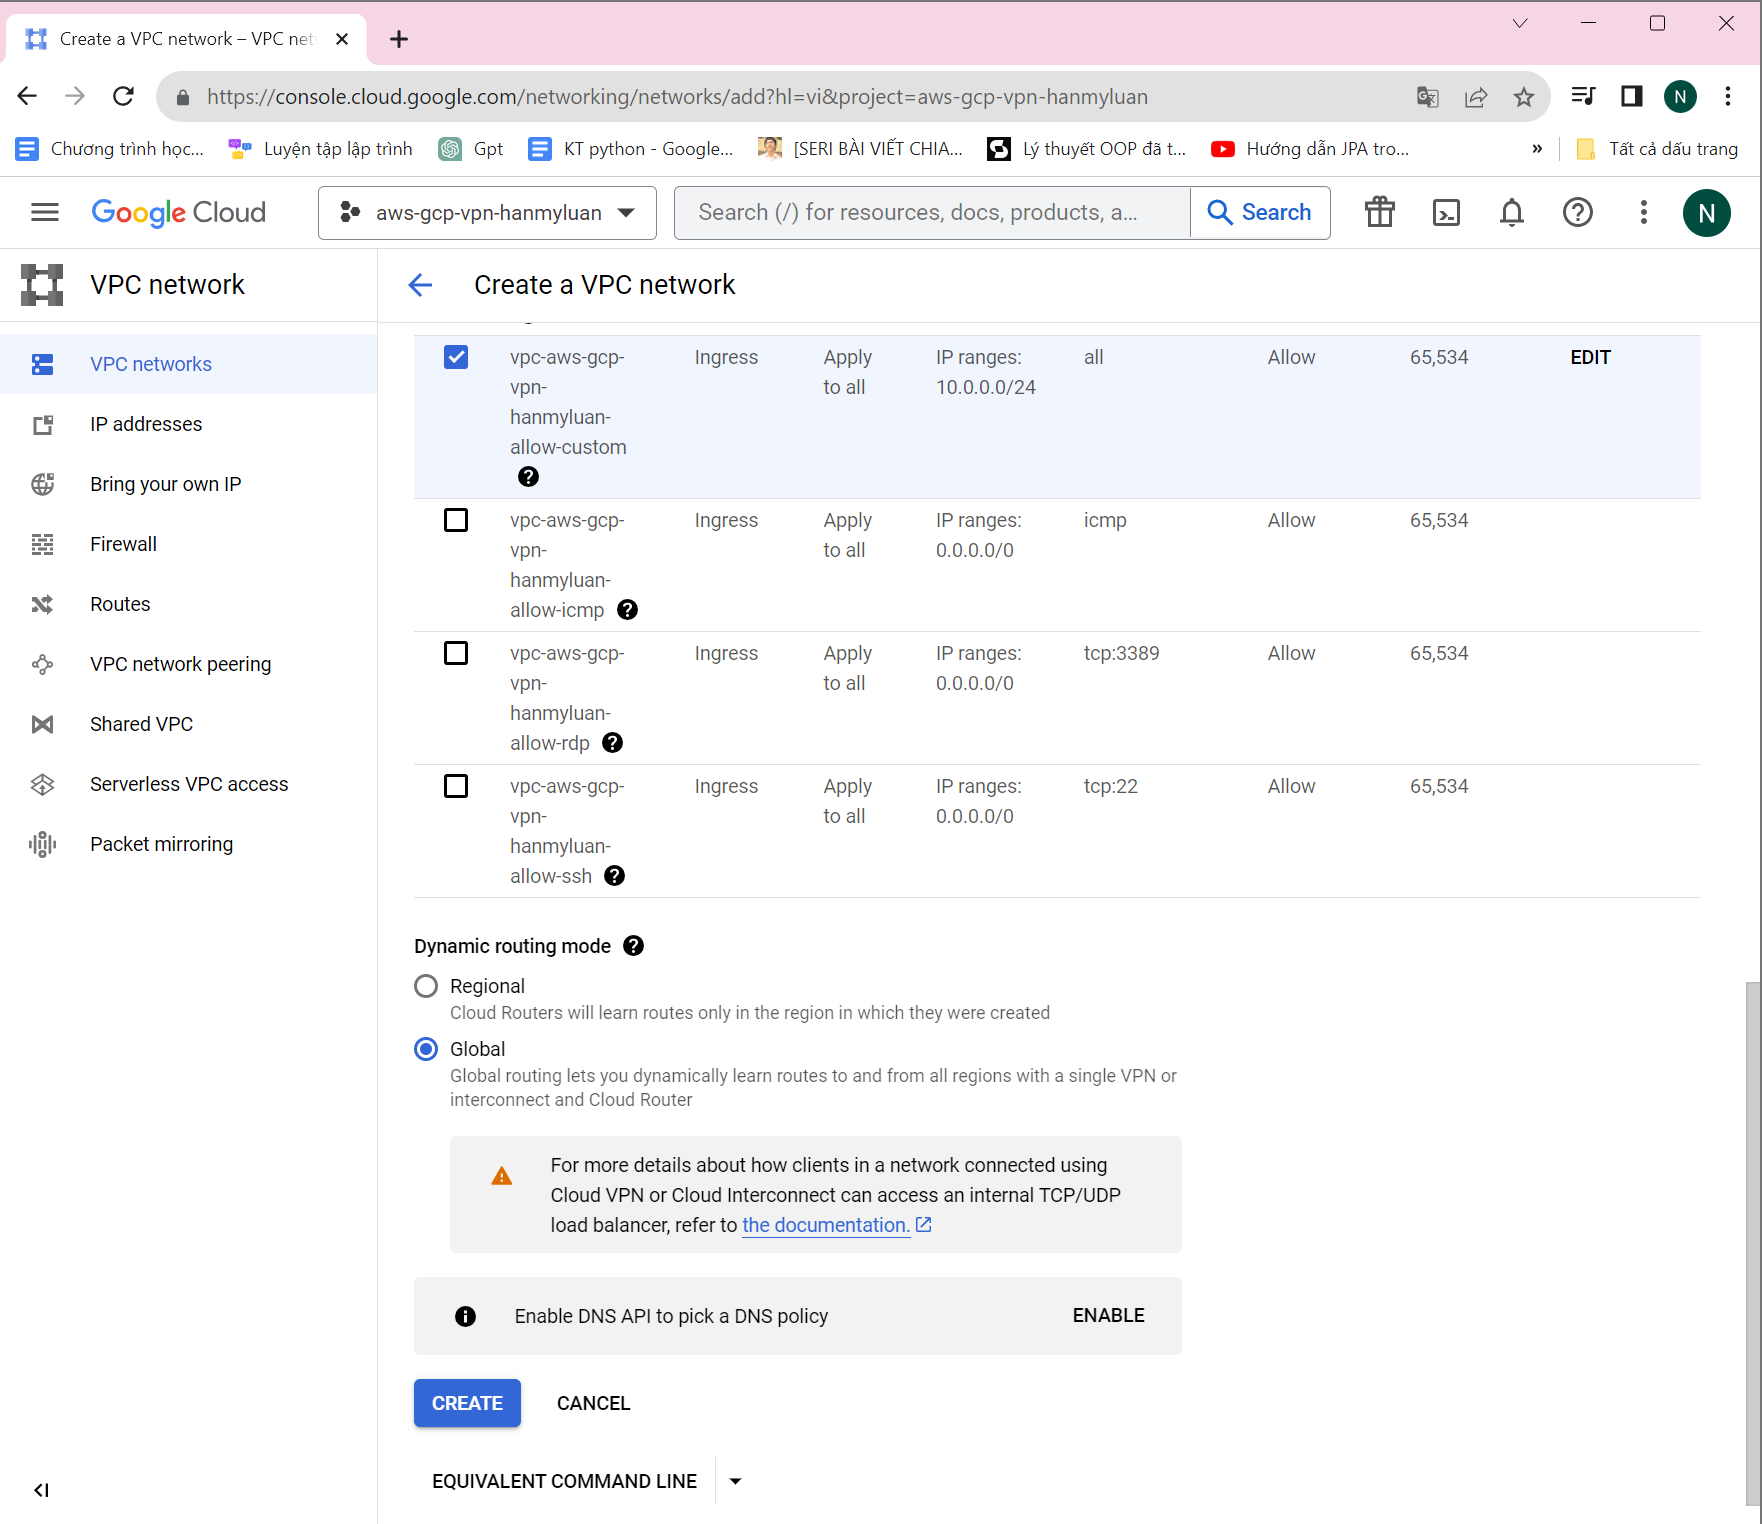 Create a VPC network – VPC net
https://console.cloud.google.com/networking/networks/add?hl=vi&project=aws-gcp-vpn-hanmyluan
N
Chương trình học...
Luyện tập lập trình
Gpt
KT python - Google...
[SERI BÀI VIẾT CHIA...
Lý thuyết OOP đã t...
Hướng dẫn JPA tro...
»
Tất cả dấu trang
Google Cloud
aws-gcp-vpn-hanmyluan
Search (/) for resources, docs, products, a...
Search
N
VPC network
Create a VPC network
VPC networks
IP addresses
Bring your own IP
Firewall
Routes
VPC network peering
Shared VPC
Serverless VPC access
Packet mirroring
vpc-aws-gcp-
vpn-
hanmyluan-
allow-custom
Ingress
Apply
to all
IP ranges:
10.0.0.0/24
all
Allow
65,534
EDIT
vpc-aws-gcp-
vpn-
hanmyluan-
allow-icmp
Ingress
Apply
to all
IP ranges:
0.0.0.0/0
icmp
Allow
65,534
vpc-aws-gcp-
vpn-
hanmyluan-
allow-rdp
Ingress
Apply
to all
IP ranges:
0.0.0.0/0
tcp:3389
Allow
65,534
vpc-aws-gcp-
vpn-
hanmyluan-
allow-ssh
Ingress
Apply
to all
IP ranges:
0.0.0.0/0
tcp:22
Allow
65,534
Dynamic routing mode
Regional
Cloud Routers will learn routes only in the region in which they were created
Global
Global routing lets you dynamically learn routes to and from all regions with a single VPN or
interconnect and Cloud Router
For more details about how clients in a network connected using
Cloud VPN or Cloud Interconnect can access an internal TCP/UDP
load balancer, refer to the documentation.
Enable DNS API to pick a DNS policy
ENABLE
CREATE
CANCEL
EQUIVALENT COMMAND LINE